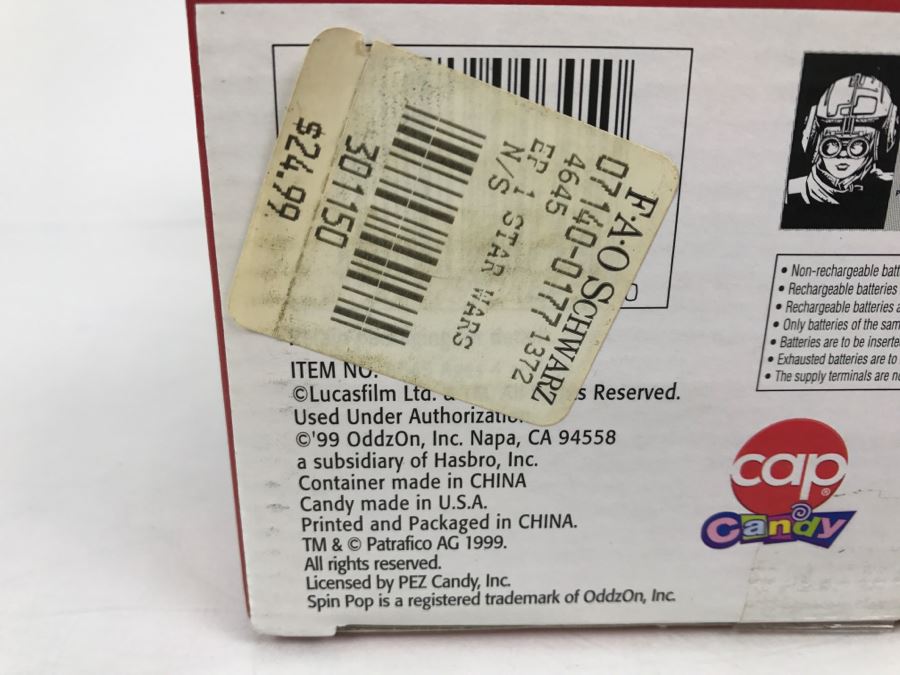 F·A·O SCHWARZ
07140-0177 1372
4645
EP 1 STAR WARS
N/S
301150
$24.99
0
ITEM NO.
©Lucasfilm Ltd. s Reserved.
Used Under
©'99 OddzOn, Inc. Napa, CA 94558
a subsidiary of Hasbro, Inc.
Container made in CHINA
Candy made in U.S.A.
Printed and Packaged in CHINA.
TM & © Patrafico AG 1999.
All rights reserved.
Licensed by PEZ Candy, Inc.
Spin Pop is a registered trademark of OddzOn, Inc.
• Non-rechargeable batt
• Rechargeable batteries
• Rechargeable batteries a
• Only batteries of the sam
• Batteries are to be inserte
• Exhausted batteries are to
• The supply terminals are n
cap®
Candy